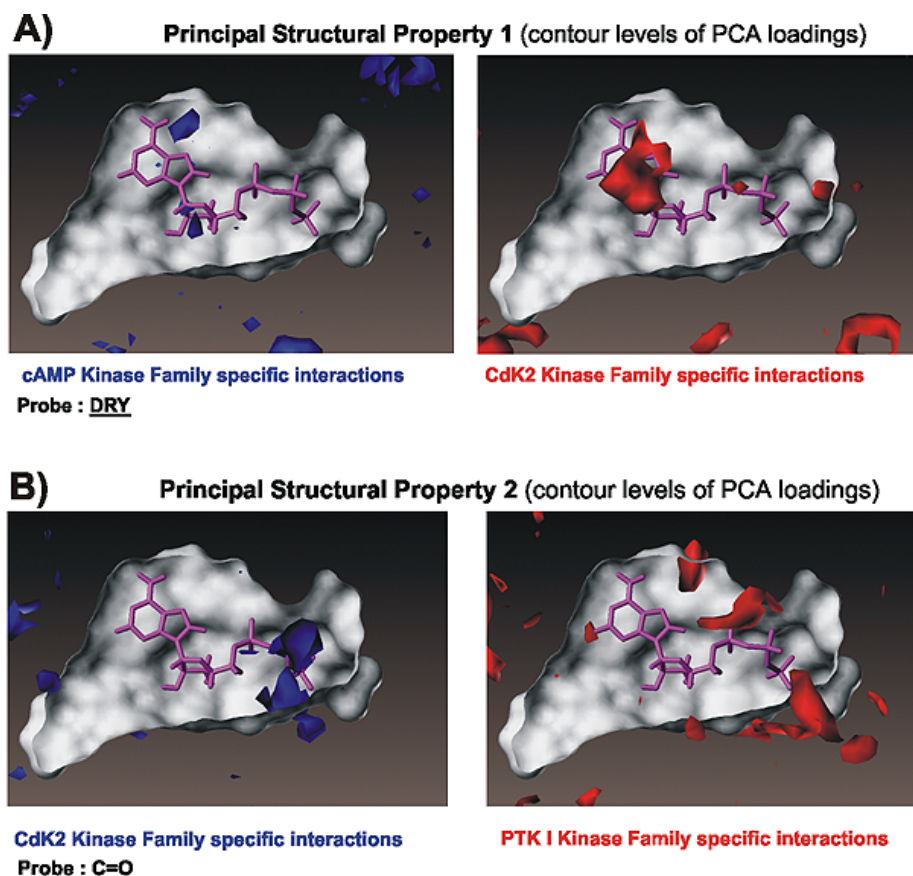 A)
Principal Structural Property 1 (contour levels of PCA loadings)
cAMP Kinase Family specific interactions
CdK2 Kinase Family specific interactions
Probe : DRY
B)
Principal Structural Property 2 (contour levels of PCA loadings)
CdK2 Kinase Family specific interactions
PTK I Kinase Family specific interactions
Probe : C=O